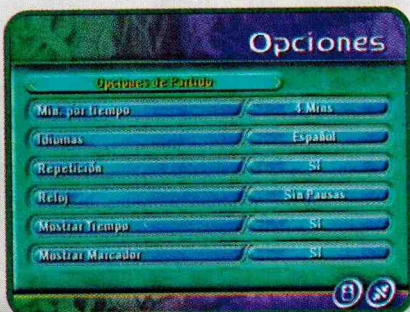 Opciones
Opciones de Partido
Min. por tiempo 4 Mins
Idiomas Español
Repetición Sí
Reloj Sin Pausas
Mostrar Tiempo Sí
Mostrar Marcador Sí